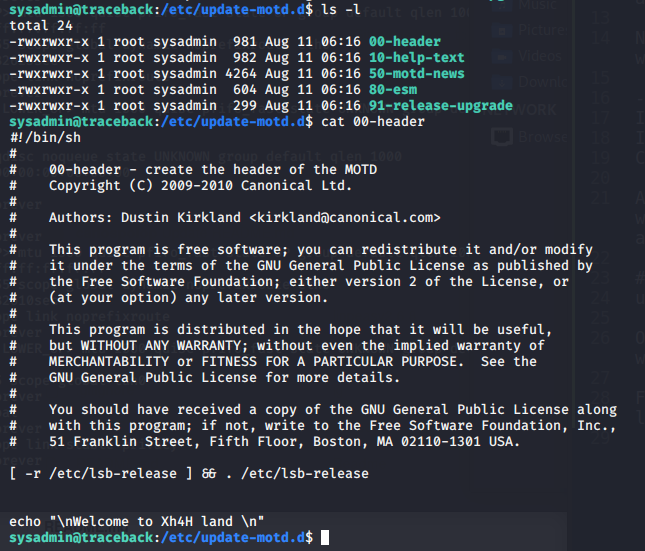 sysadmin@traceback:/etc/update-motd.d$ ls -l
total 24
-rwxrwxr-x 1 root sysadmin  981 Aug 11 06:16 00-header
-rwxrwxr-x 1 root sysadmin  982 Aug 11 06:16 10-help-text
-rwxrwxr-x 1 root sysadmin 4264 Aug 11 06:16 50-motd-news
-rwxrwxr-x 1 root sysadmin  604 Aug 11 06:16 80-esm
-rwxrwxr-x 1 root sysadmin  299 Aug 11 06:16 91-release-upgrade
sysadmin@traceback:/etc/update-motd.d$ cat 00-header
#!/bin/sh
#
#    00-header - create the header of the MOTD
#    Copyright (C) 2009-2010 Canonical Ltd.
#
#    Authors: Dustin Kirkland <kirkland@canonical.com>
#
#    This program is free software; you can redistribute it and/or modify
#    it under the terms of the GNU General Public License as published by
#    the Free Software Foundation; either version 2 of the License, or
#    (at your option) any later version.
#
#    This program is distributed in the hope that it will be useful,
#    but WITHOUT ANY WARRANTY; without even the implied warranty of
#    MERCHANTABILITY or FITNESS FOR A PARTICULAR PURPOSE.  See the
#    GNU General Public License for more details.
#
#    You should have received a copy of the GNU General Public License along
#    with this program; if not, write to the Free Software Foundation, Inc.,
#    51 Franklin Street, Fifth Floor, Boston, MA 02110-1301 USA.

[ -r /etc/lsb-release ] && . /etc/lsb-release


echo "\nWelcome to Xh4H land \n"
sysadmin@traceback:/etc/update-motd.d$